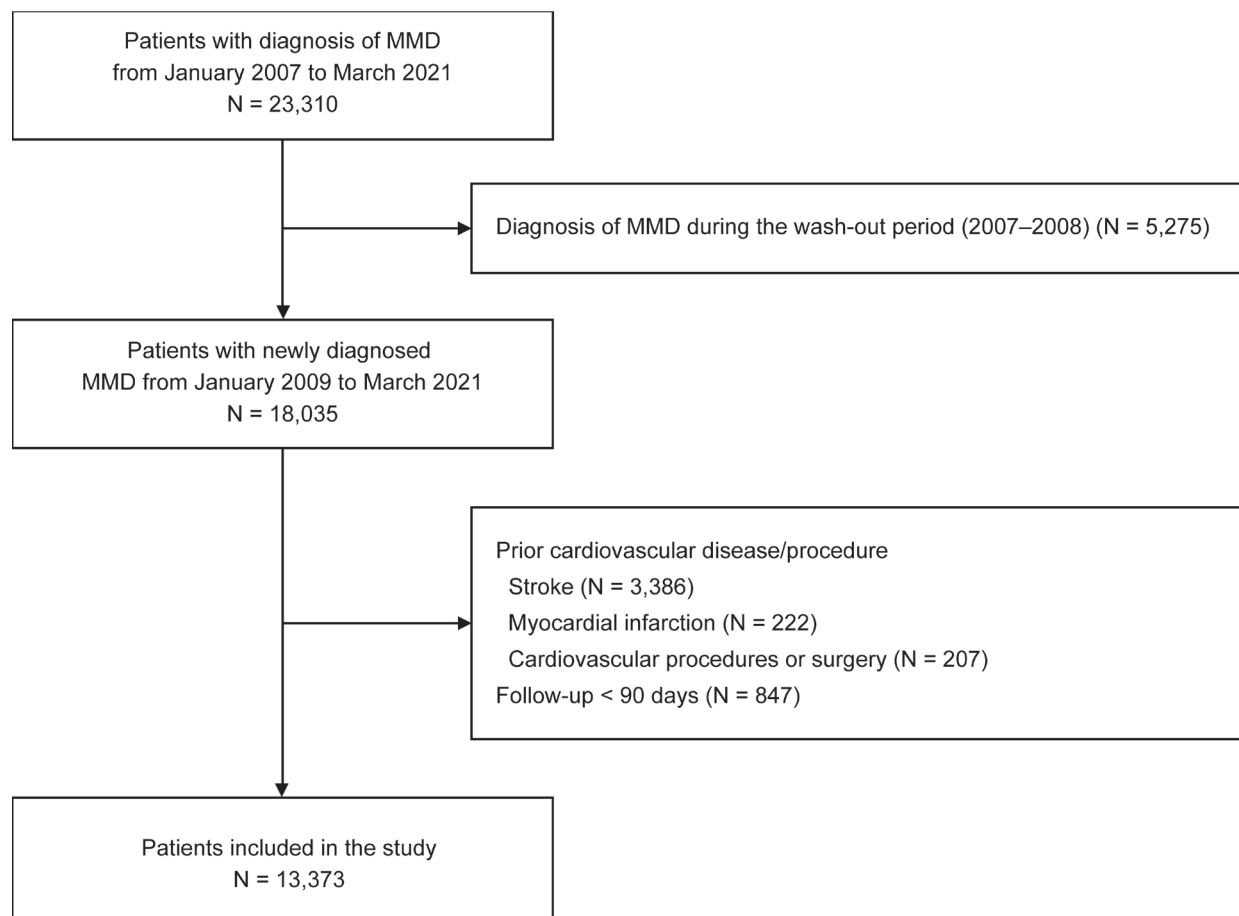 Patients with diagnosis of MMD
from January 2007 to March 2021
N = 23,310
Diagnosis of MMD during the wash-out period (2007–2008) (N = 5,275)
Patients with newly diagnosed
MMD from January 2009 to March 2021
N = 18,035
Prior cardiovascular disease/procedure
Stroke (N = 3,386)
Myocardial infarction (N = 222)
Cardiovascular procedures or surgery (N = 207)
Follow-up < 90 days (N = 847)
Patients included in the study
N = 13,373